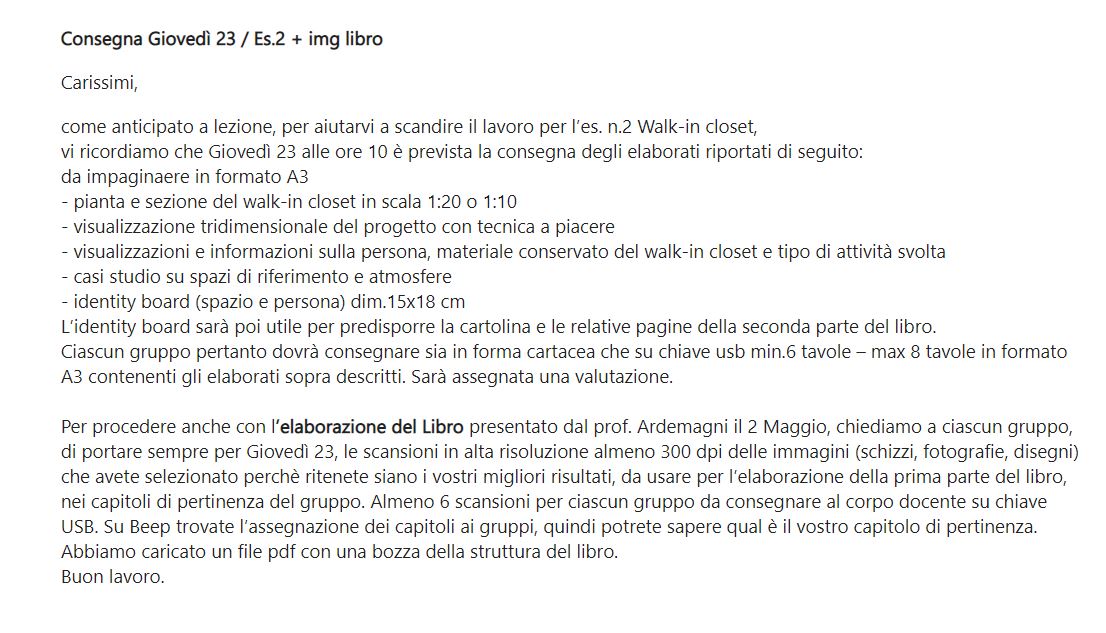 Consegna Giovedì 23 / Es.2 + img libro
Carissimi,
come anticipato a lezione, per aiutarvi a scandire il lavoro per l’es. n.2 Walk-in closet,
vi ricordiamo che Giovedì 23 alle ore 10 è prevista la consegna degli elaborati riportati di seguito:
da impaginaere in formato A3
- pianta e sezione del walk-in closet in scala 1:20 o 1:10
- visualizzazione tridimensionale del progetto con tecnica a piacere
- visualizzazioni e informazioni sulla persona, materiale conservato del walk-in closet e tipo di attività svolta
- casi studio su spazi di riferimento e atmosfere
- identity board (spazio e persona) dim.15x18 cm
L’identity board sarà poi utile per predisporre la cartolina e le relative pagine della seconda parte del libro.
Ciascun gruppo pertanto dovrà consegnare sia in forma cartacea che su chiave usb min.6 tavole – max 8 tavole in formato
A3 contenenti gli elaborati sopra descritti. Sarà assegnata una valutazione.
Per procedere anche con l’elaborazione del Libro presentato dal prof. Ardemagni il 2 Maggio, chiediamo a ciascun gruppo,
di portare sempre per Giovedì 23, le scansioni in alta risoluzione almeno 300 dpi delle immagini (schizzi, fotografie, disegni)
che avete selezionato perchè ritenete siano i vostri migliori risultati, da usare per l’elaborazione della prima parte del libro,
nei capitoli di pertinenza del gruppo. Almeno 6 scansioni per ciascun gruppo da consegnare al corpo docente su chiave
USB. Su Beep trovate l’assegnazione dei capitoli ai gruppi, quindi potrete sapere qual è il vostro capitolo di pertinenza.
Abbiamo caricato un file pdf con una bozza della struttura del libro.
Buon lavoro.